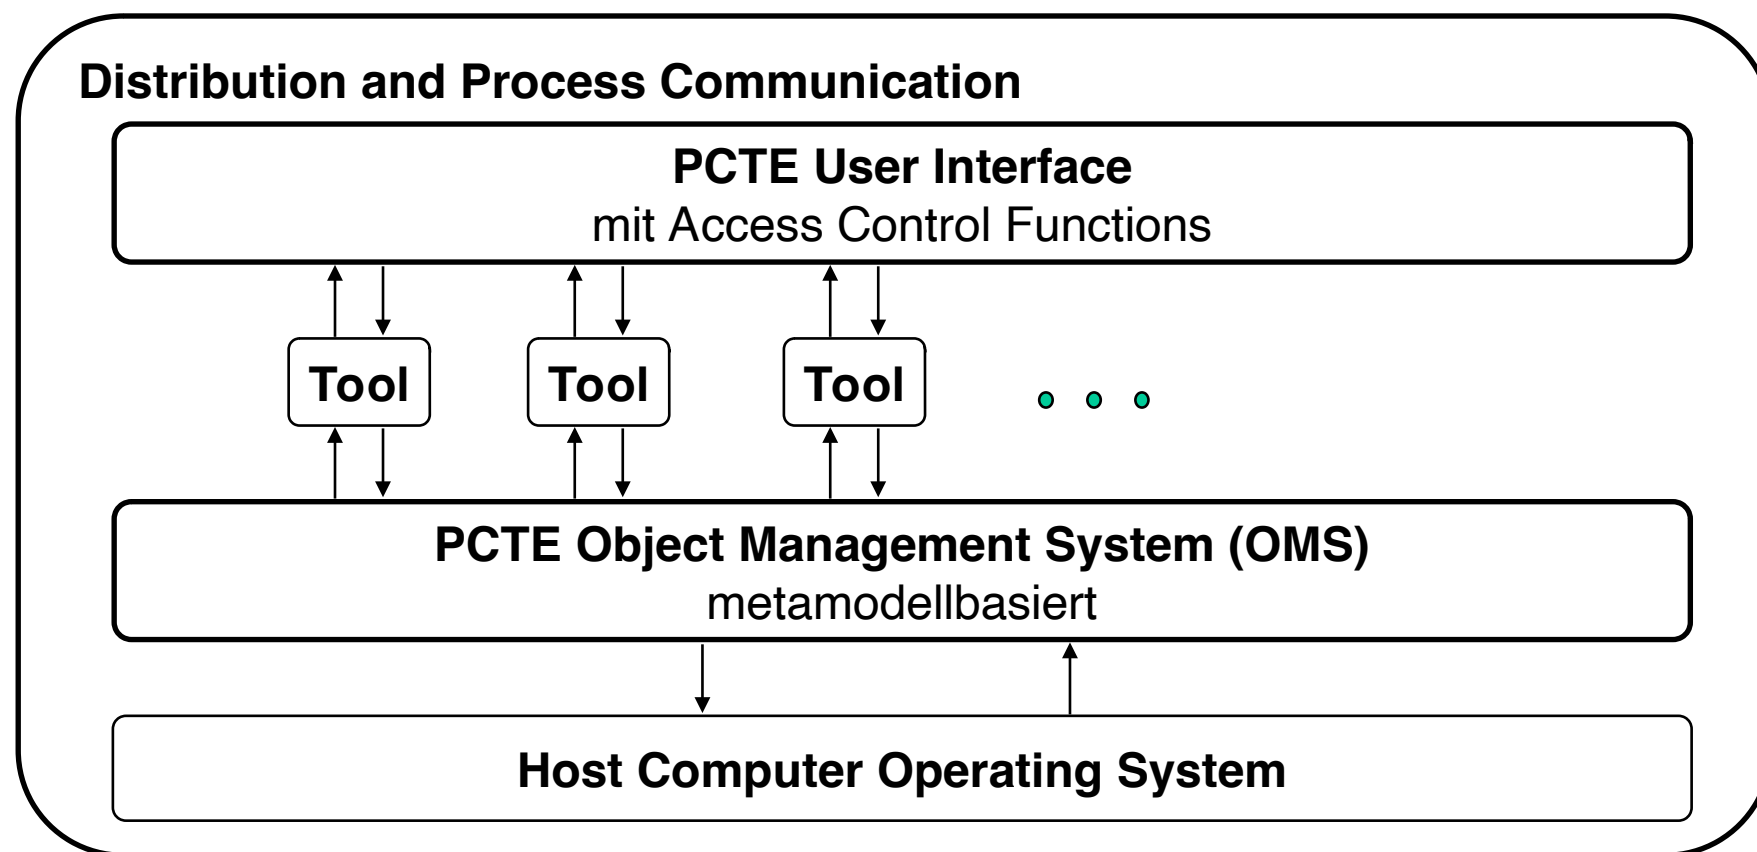 Distribution and Process Communication
PCTE User Interface
mit Access Control Functions
Tool Tool Tool
PCTE Object Management System (OMS)
metamodellbasiert
Host Computer Operating System